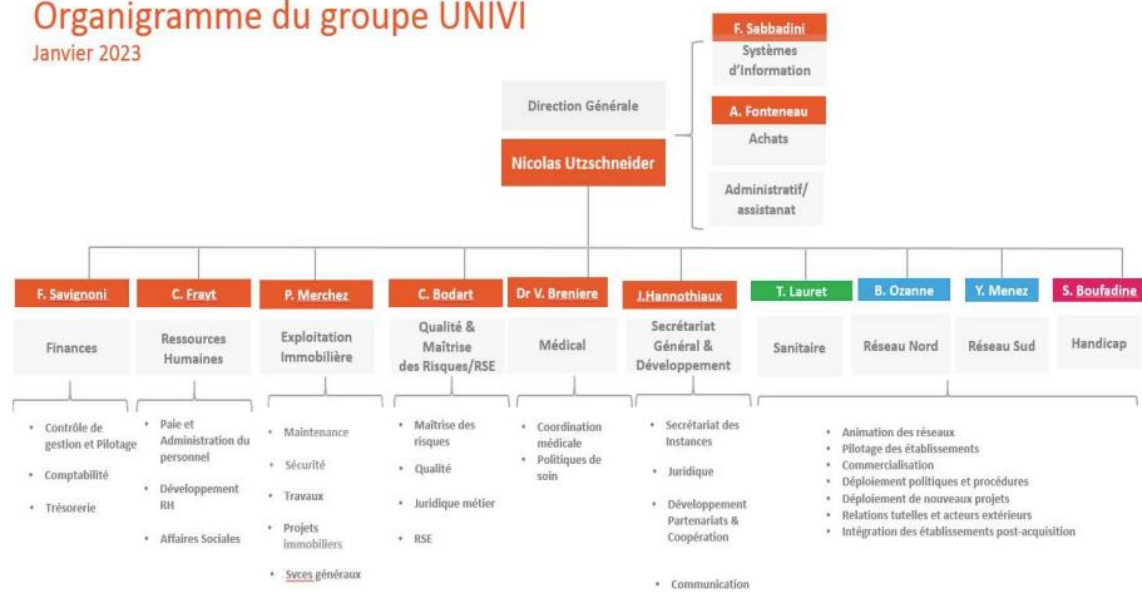 Organigramme du groupe UNIVI
Janvier 2023
F. Sabbadini
Systèmes
d'Information
Direction Générale
Nicolas Utzschneider
A. Fonteneau
Achats
Administratif/
assistanat
F. Savignoni
Finances
• Contrôle de
gestion et Pilotage
• Comptabilité
• Trésorerie
C. Frayt
Ressources
Humaines
• Paie et
Administration du
personnel
• Développement
RH
• Affaires Sociales
P. Merchez
Exploitation
Immobilière
• Maintenance
• Sécurité
• Travaux
• Projets
immobiliers
• Svces généraux
C. Bodart
Qualité &
Maîtrise
des Risques/RSE
• Maîtrise des
risques
• Qualité
• Juridique métier
• RSE
Dr V. Breniere
Médical
• Coordination
médicale
• Politiques de
soin
J.Hannothiaux
Secrétariat
Général &
Développement
• Secrétariat des
Instances
• Juridique
• Développement
Partenariats &
Coopération
• Communication
T. Lauret
Sanitaire
B. Ozanne
Réseau Nord
Y. Menez
Réseau Sud
S. Boufadine
Handicap
• Animation des réseaux
• Pilotage des établissements
• Commercialisation
• Déploiement politiques et procédures
• Déploiement de nouveaux projets
• Relations tutelles et acteurs extérieurs
• Intégration des établissements post-acquisition